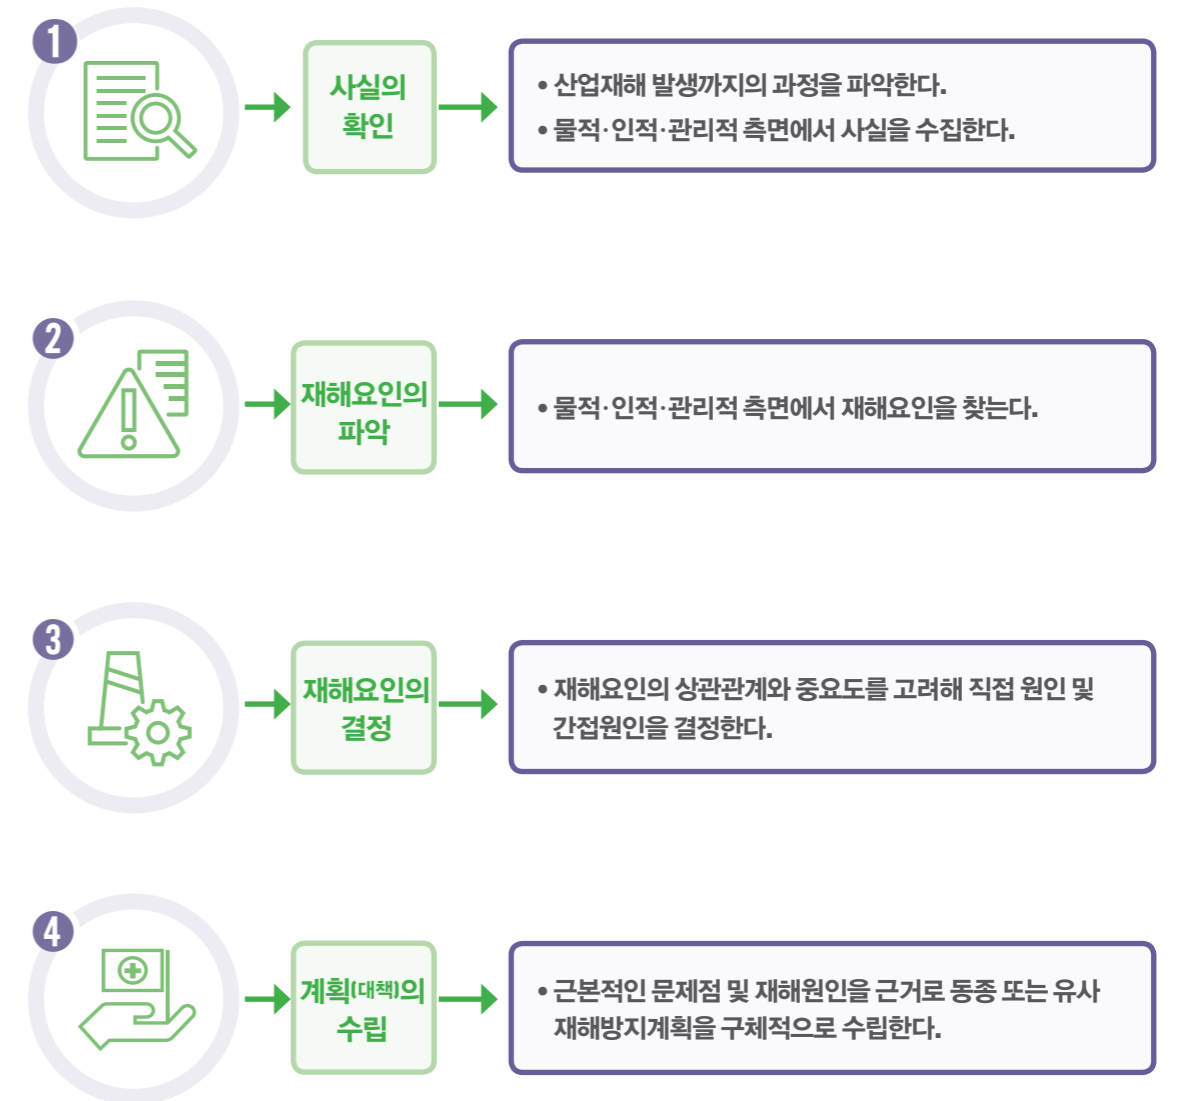 1
사실의
확인
• 산업재해 발생까지의 과정을 파악한다.
• 물적·인적·관리적 측면에서 사실을 수집한다.
2
재해요인의
파악
• 물적·인적·관리적 측면에서 재해요인을 찾는다.
3
재해요인의
결정
• 재해요인의 상관관계와 중요도를 고려해 직접 원인 및
간접원인을 결정한다.
4
계획(대책)의
수립
• 근본적인 문제점 및 재해원인을 근거로 동종 또는 유사
재해방지계획을 구체적으로 수립한다.